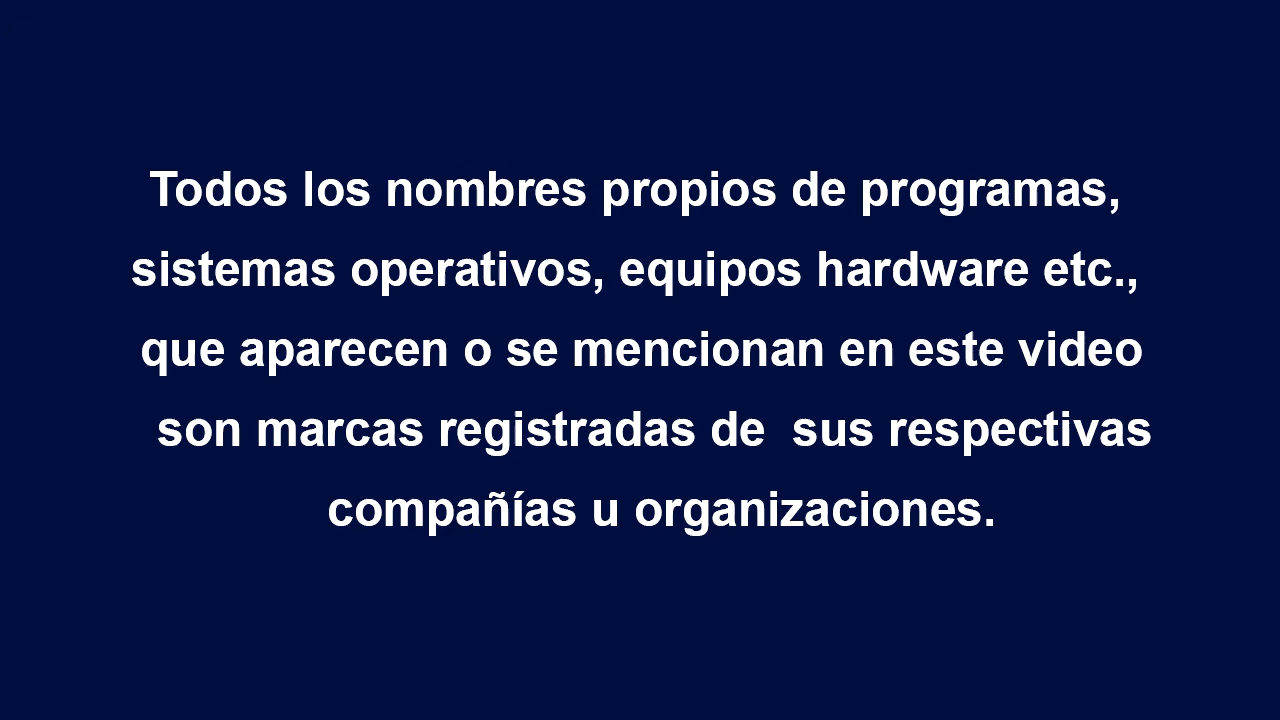 Todos los nombres propios de programas,
sistemas operativos, equipos hardware etc.,
que aparecen o se mencionan en este video
son marcas registradas de  sus respectivas
compañías u organizaciones.